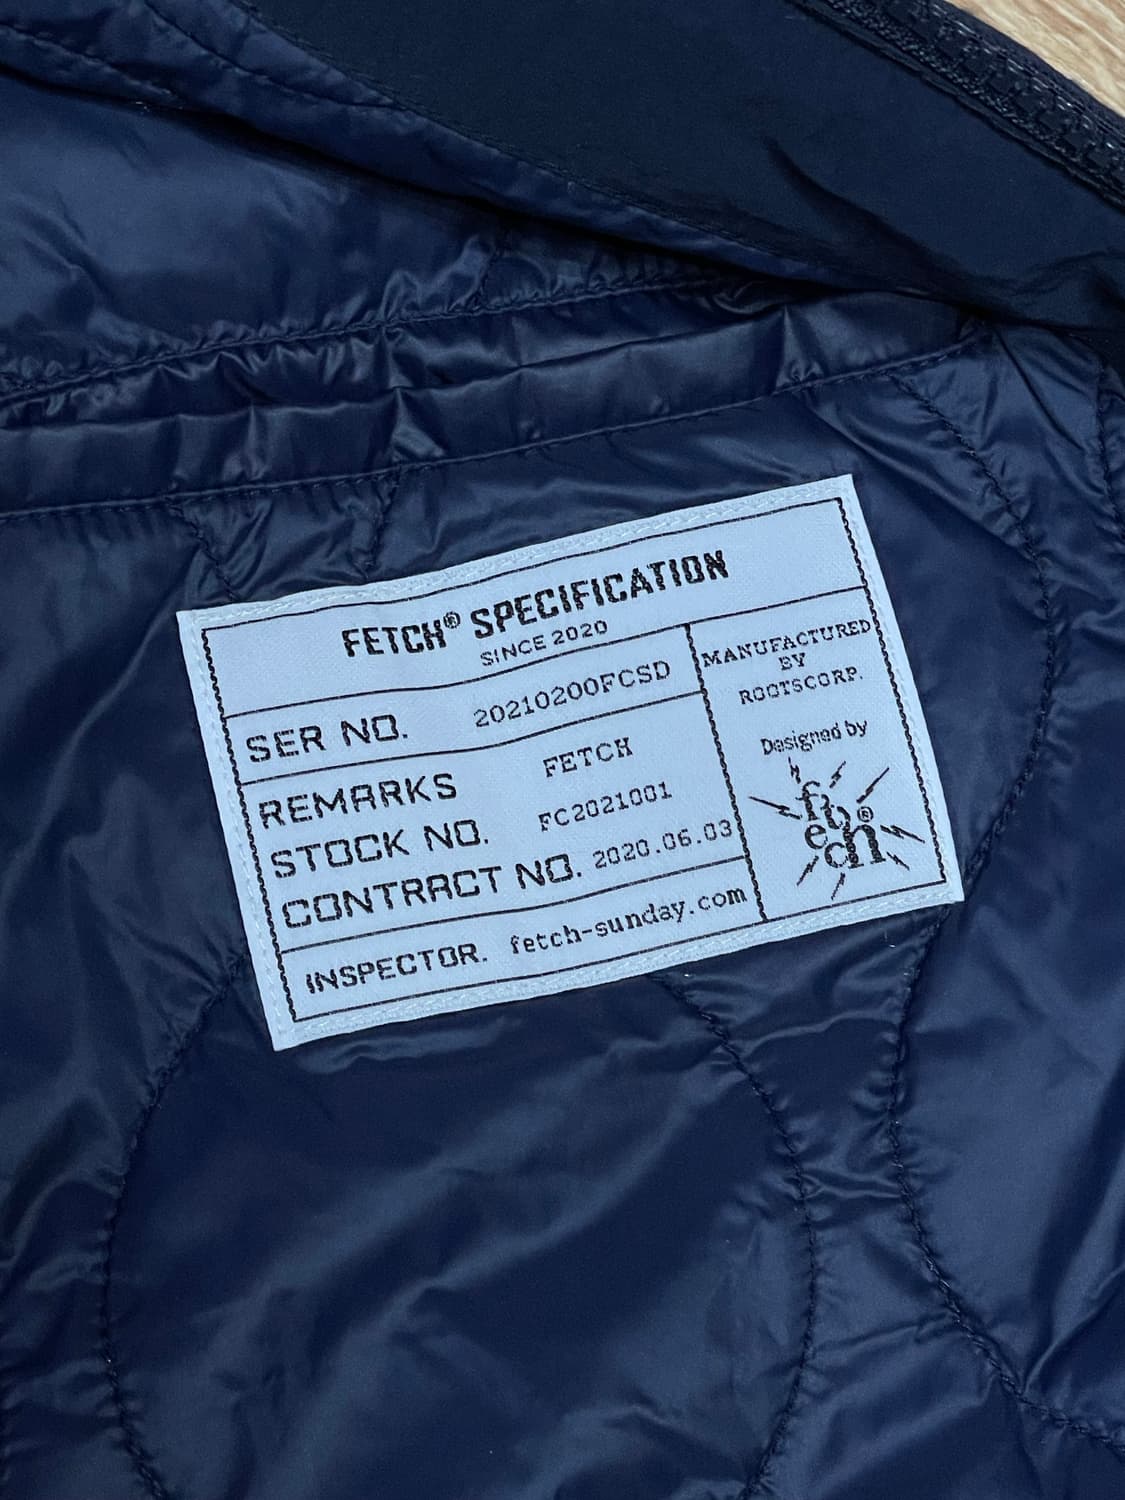 FETCH® SPECIFICATION
SINCE 2020
SER NO. 20210200FCSD
REMARKS FETCH
STOCK NO. FC2021001
CONTRACT NO. 2020.06.03
INSPECTOR. fetch-sunday.com
MANUFACTURED
BY
ROOTSCORP.
Designed by
fetch®